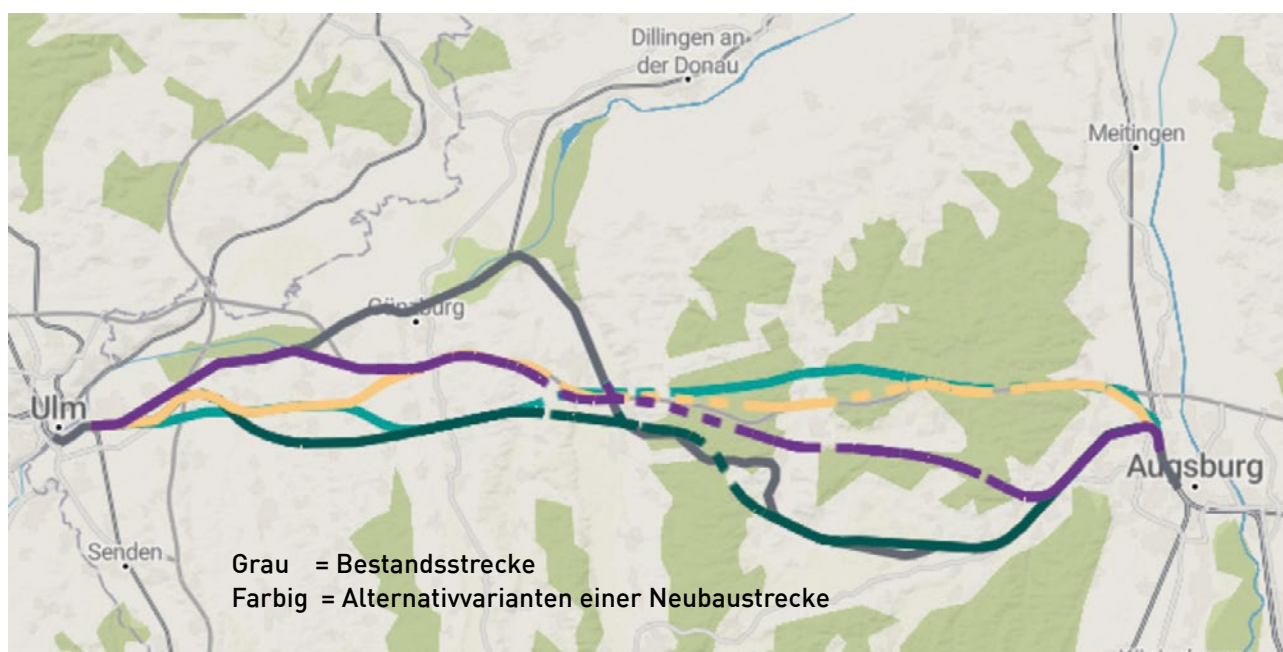 Dillingen an
der Donau
Meitingen
Günzburg
Ulm
Augsburg
Senden
Grau = Bestandsstrecke
Farbig = Alternativvarianten einer Neubaustrecke